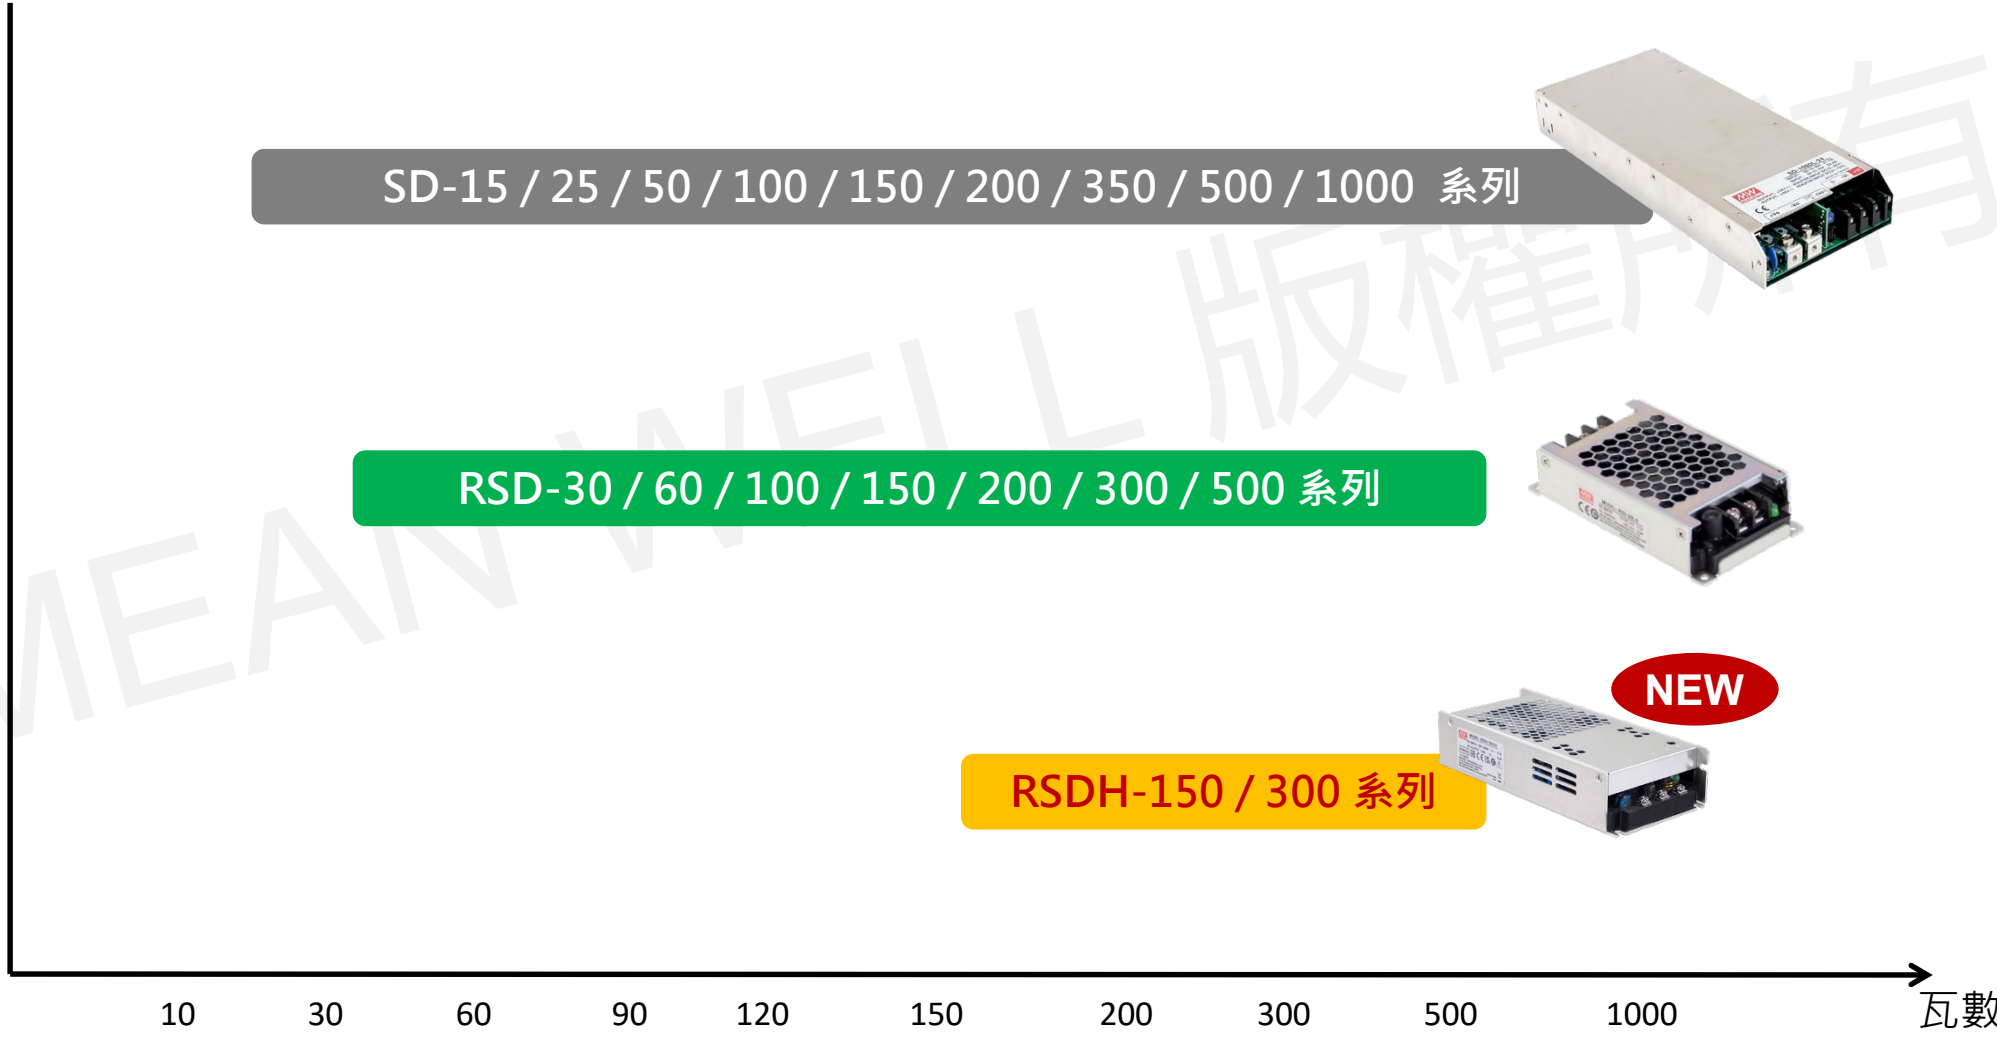 SD-15 / 25 / 50 / 100 / 150 / 200 / 350 / 500 / 1000 系列
MEAN WELL 版權所有
RSD-30 / 60 / 100 / 150 / 200 / 300 / 500 系列
NEW
RSDH-150 / 300 系列
10 30 60 90 120 150 200 300 500 1000 瓦數